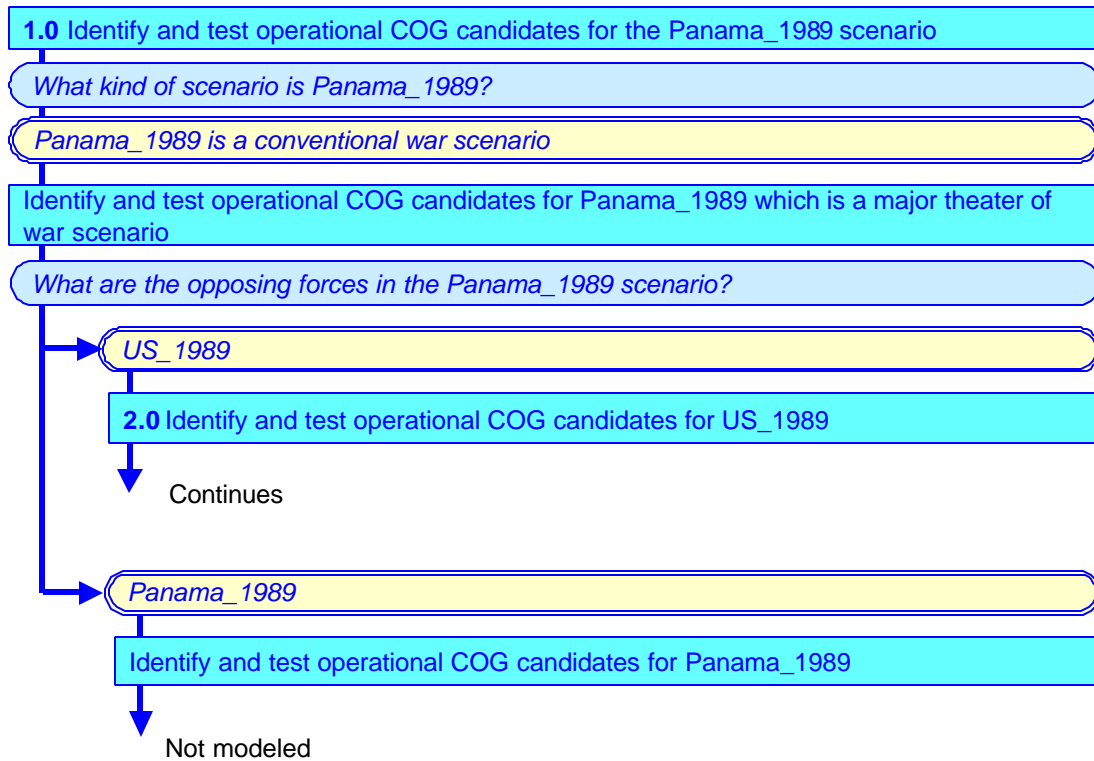 1.0 Identify and test operational COG candidates for the Panama_1989 scenario
What kind of scenario is Panama_1989?
Panama_1989 is a conventional war scenario
Identify and test operational COG candidates for Panama_1989 which is a major theater of
war scenario
What are the opposing forces in the Panama_1989 scenario?
US_1989
2.0 Identify and test operational COG candidates for US_1989
Continues
Panama_1989
Identify and test operational COG candidates for Panama_1989
Not modeled